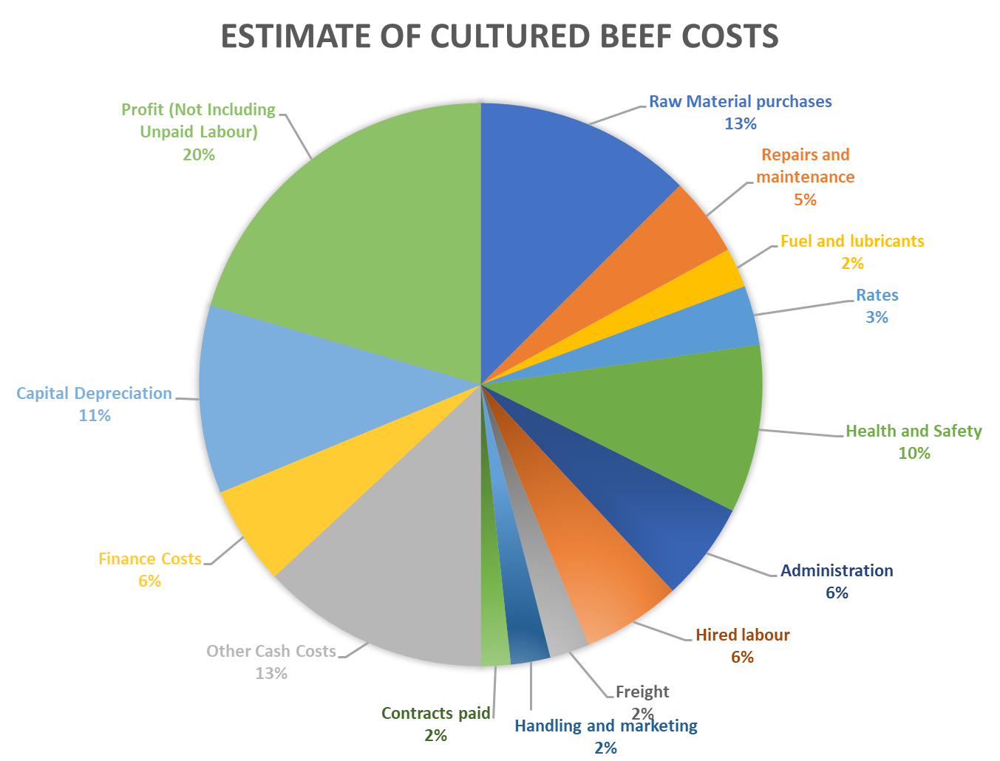 ESTIMATE OF CULTURED BEEF COSTS
Raw Material purchases
13%
Repairs and
maintenance
5%
Fuel and lubricants
2%
Rates
3%
Health and Safety
10%
Administration
6%
Hired labour
6%
Freight
2%
Handling and marketing
2%
Contracts paid
2%
Other Cash Costs
13%
Finance Costs
6%
Capital Depreciation
11%
Profit (Not Including
Unpaid Labour)
20%